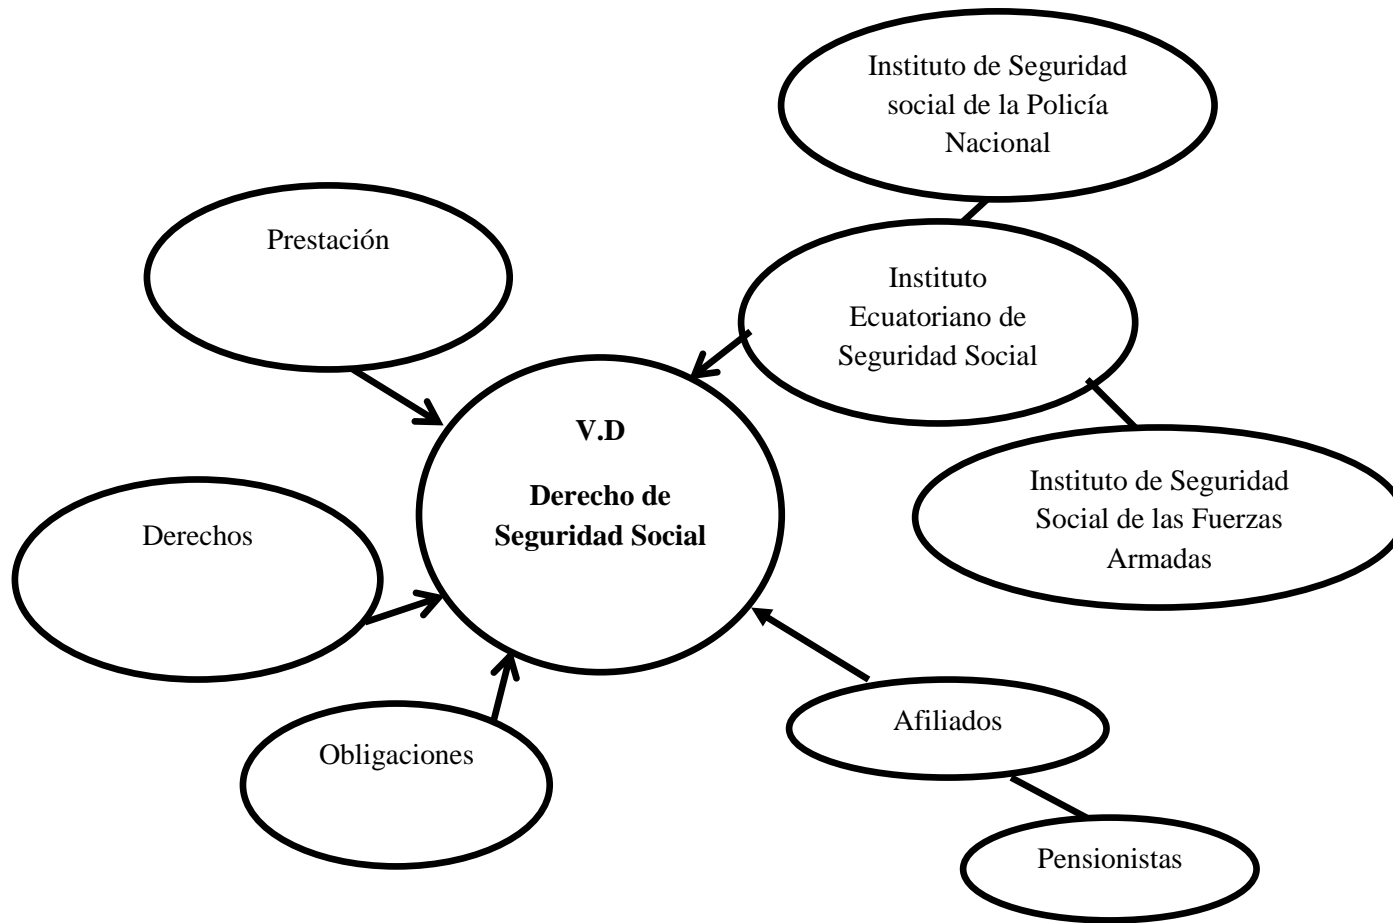 Instituto de Seguridad
social de la Policía
Nacional
Prestación
Instituto
Ecuatoriano de
Seguridad Social
V.D
Derecho de
Seguridad Social
Instituto de Seguridad
Social de las Fuerzas
Armadas
Derechos
Afiliados
Obligaciones
Pensionistas